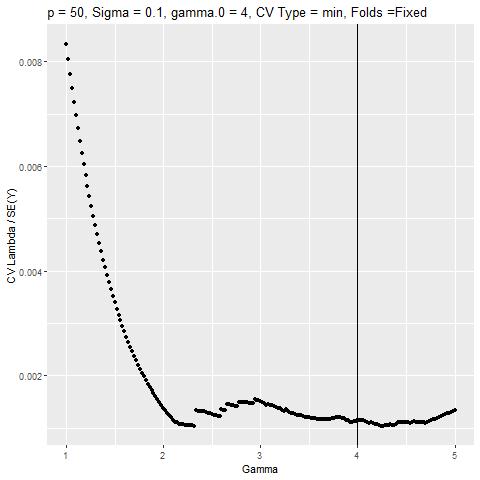 p = 50, Sigma = 0.1, gamma.0 = 4, CV Type = min, Folds =Fixed
0.008
0.006
0.004
0.002
CV Lambda / SE(Y)
1 2 3 4 5
Gamma